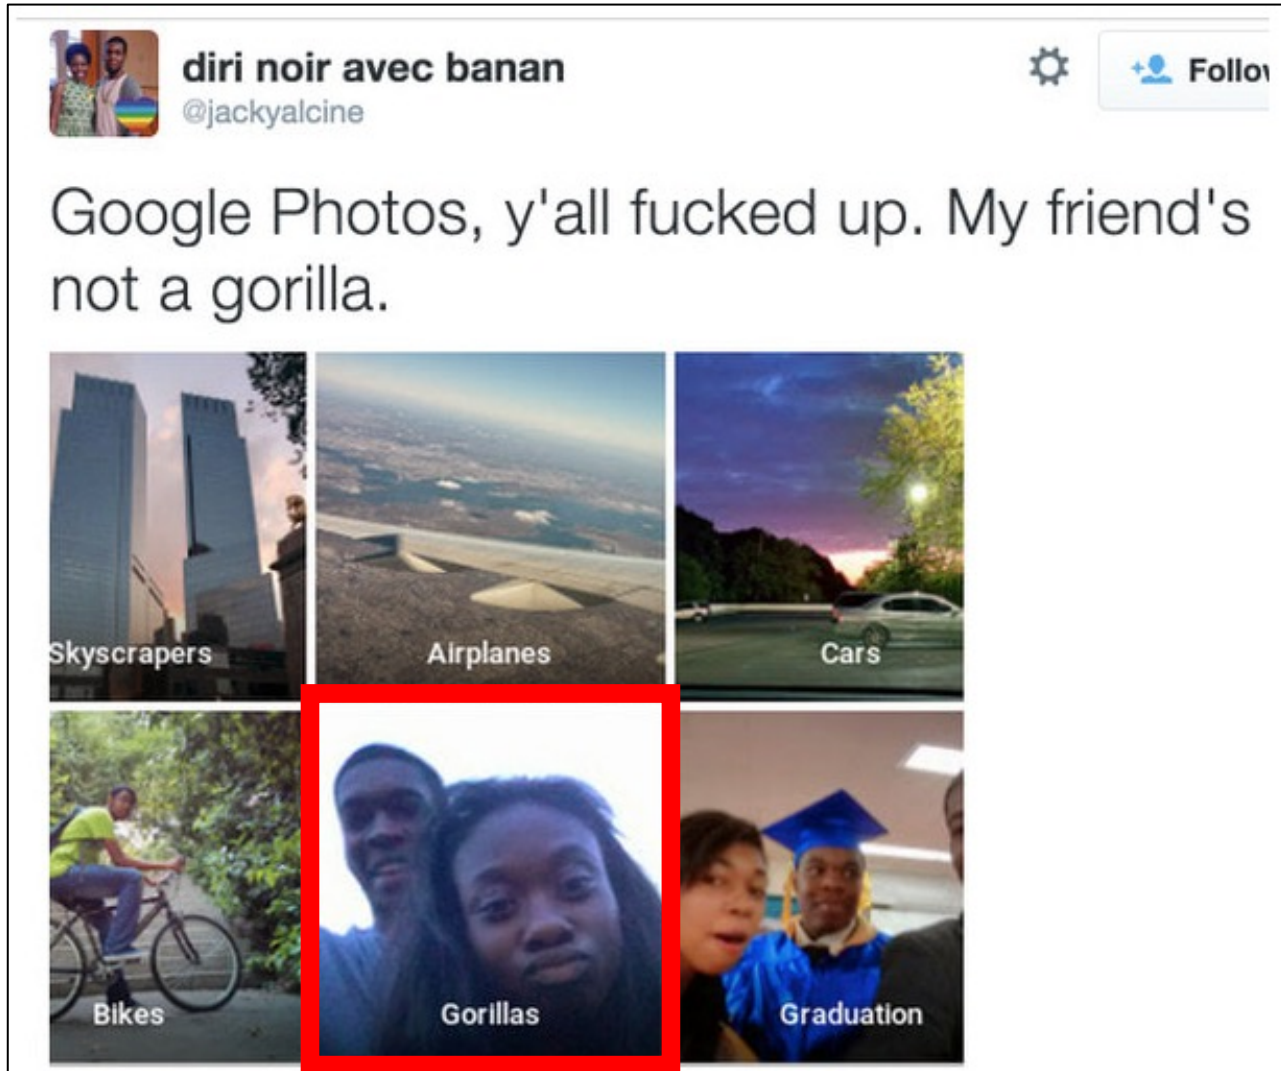 diri noir avec banan
@jackyalcine
Follow
Google Photos, y'all fucked up. My friend's
not a gorilla.
Skyscrapers
Airplanes
Cars
Bikes
Gorillas
Graduation